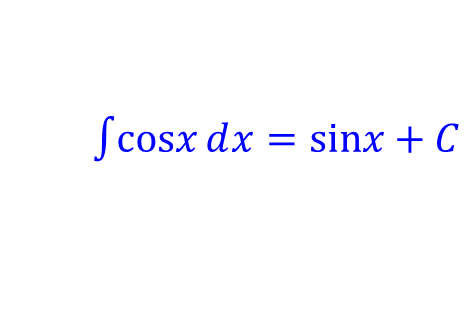 ∫cosx dx = sinx + C